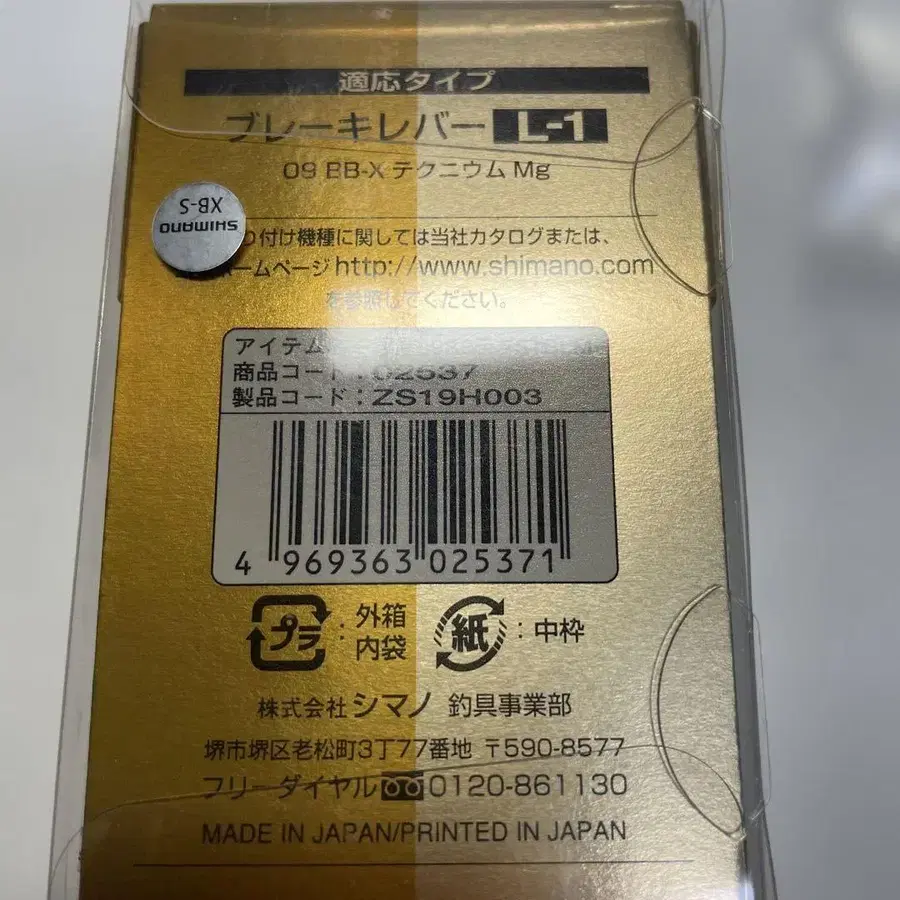 適応タイプ
ブレーキレバー L-1
09 BB-X テクニウム Mg
SHIMANO
XB-S
付け機種に関しては当社カタログまたは、
ホームページ http://www.shimano.com
を参照してください。
アイテム
商品コード:02537
製品コード:ZS19H003
4 969363 025371
プラ : 外箱 内袋
紙 : 中枠
株式会社 シマノ 釣具事業部
堺市堺区老松町3丁77番地 〒590-8577
フリーダイヤル 0120-861130
MADE IN JAPAN/PRINTED IN JAPAN